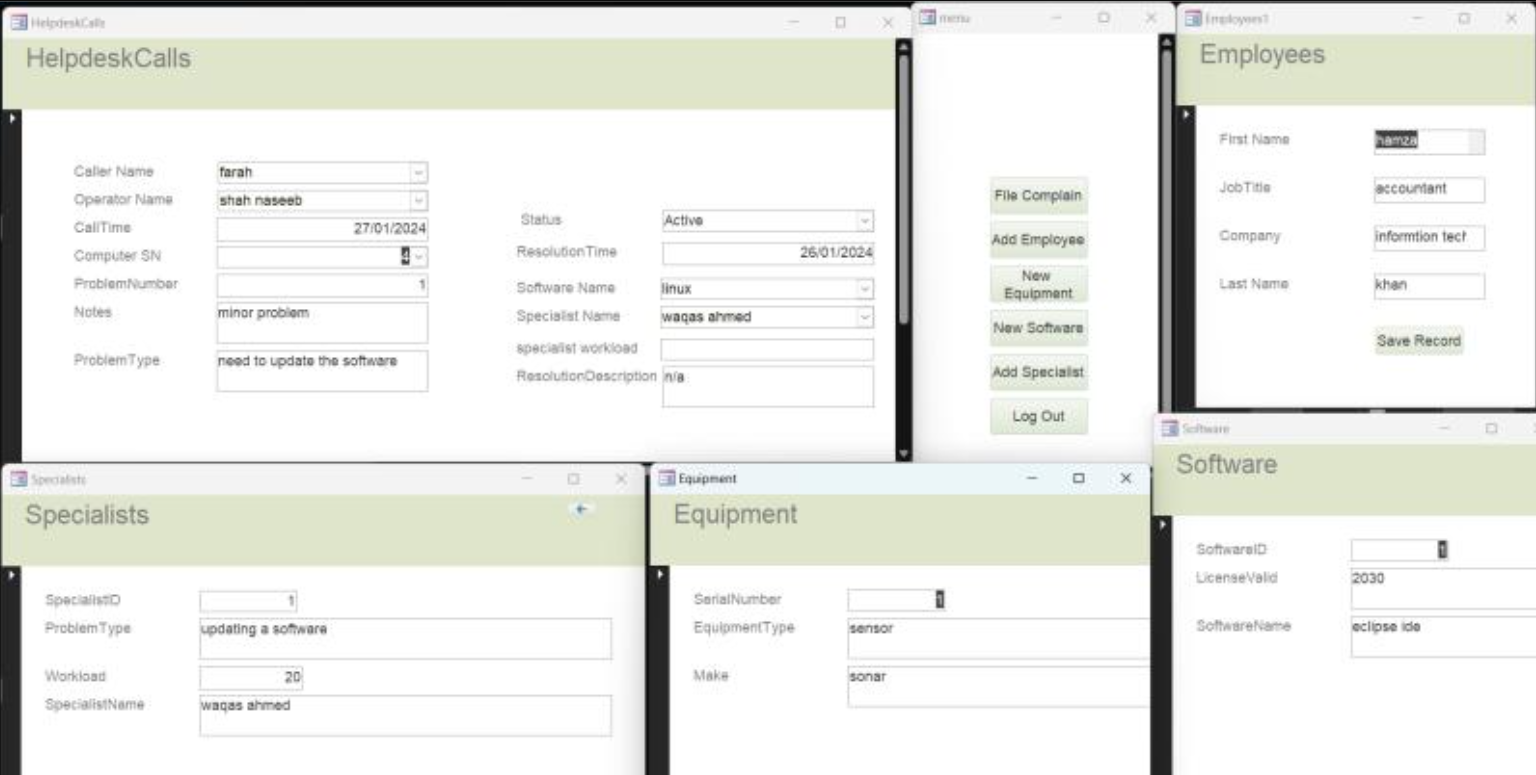 HelpdeskCalls
HelpdeskCalls
Caller Name farah
Operator Name shah naseeb
CallTime 27/01/2024
Computer SN 4
ProblemNumber 1
Notes minor problem
ProblemType need to update the software
Status Active
ResolutionTime 26/01/2024
Software Name linux
Specialist Name waqas ahmed
specialist workload
ResolutionDescription n/a
menu
File Complain
Add Employee
New
Equipment
New Software
Add Specialist
Log Out
Employees1
Employees
First Name hamza
JobTitle accountant
Company informtion tech
Last Name khan
Save Record
Specialists
Specialists
SpecialistID 1
ProblemType updating a software
Workload 20
SpecialistName waqas ahmed
Equipment
Equipment
SerialNumber 1
EquipmentType sensor
Make sonar
Software
Software
SoftwareID 1
LicenseValid 2030
SoftwareName eclipse ide